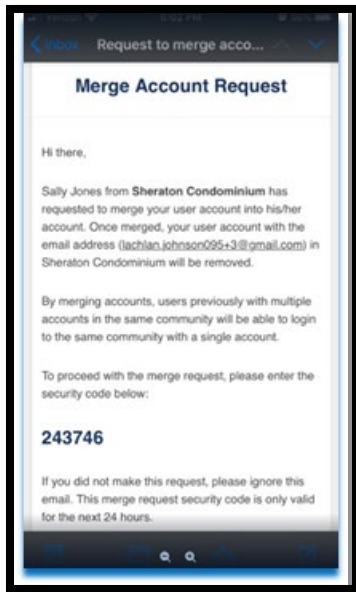 Inbox Request to merge acco...
Merge Account Request
Hi there,
Sally Jones from Sheraton Condominium has
requested to merge your user account into his/her
account. Once merged, your user account with the
email address (lachlan.johnson095+3@gmail.com) in
Sheraton Condominium will be removed.
By merging accounts, users previously with multiple
accounts in the same community will be able to login
to the same community with a single account.
To proceed with the merge request, please enter the
security code below:
243746
If you did not make this request, please ignore this
email. This merge request security code is only valid
for the next 24 hours.